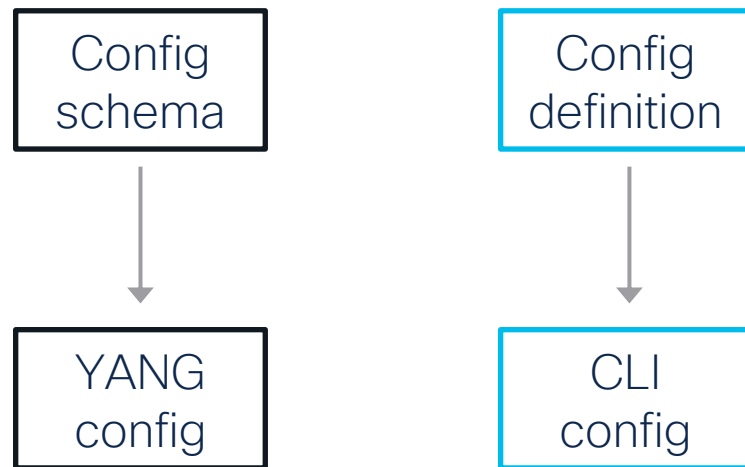 Config
schema
Config
definition
YANG
config
CLI
config